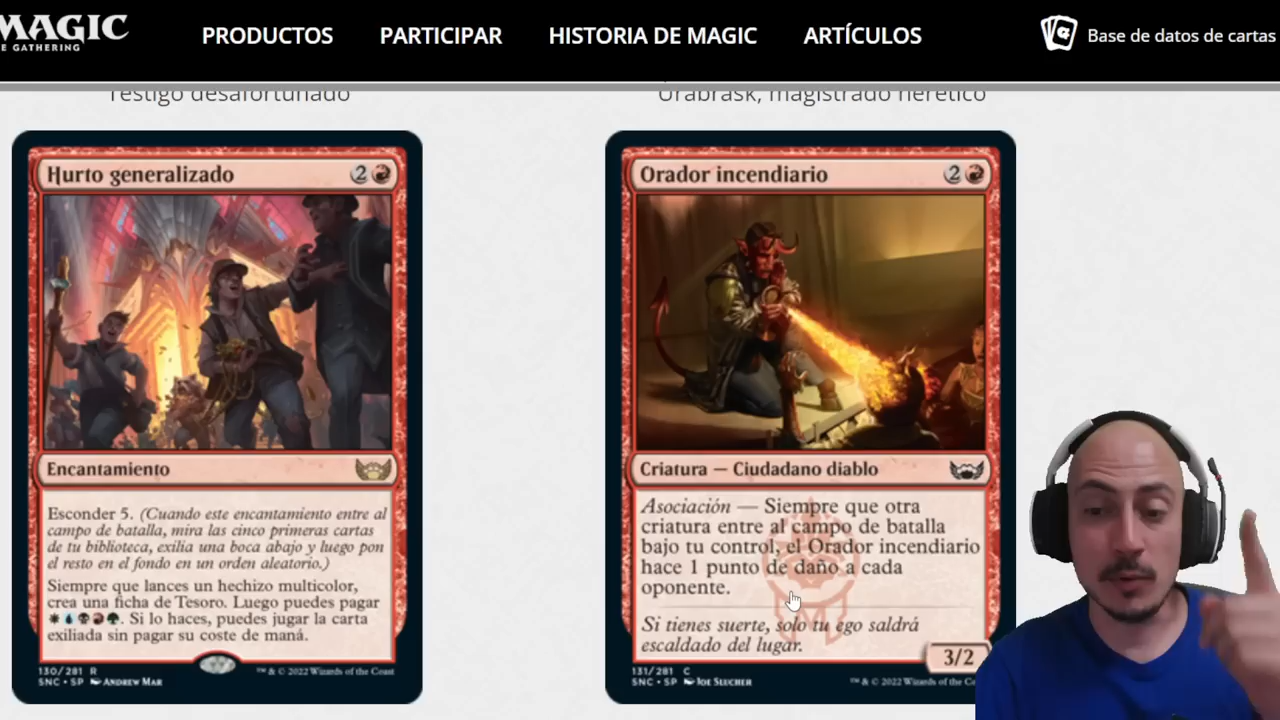 MAGIC
E GATHERING
PRODUCTOS
PARTICIPAR
HISTORIA DE MAGIC
ARTÍCULOS
Base de datos de cartas
Testigo desafortunado
Urabrask, magistrado herético
Hurto generalizado
2
Encantamiento
Esconder 5. (Cuando este encantamiento entre al
campo de batalla, mira las cinco primeras cartas
de tu biblioteca, exilia una boca abajo y luego pon
el resto en el fondo en un orden aleatorio.)
Siempre que lances un hechizo multicolor,
crea una ficha de Tesoro. Luego puedes pagar
. Si lo haces, puedes jugar la carta
exiliada sin pagar su coste de maná.
130/281 R
SNC • SP ANDREW MAR
™ & © 2022 Wizards of the Coast
Orador incendiario
2
Criatura — Ciudadano diablo
Asociación — Siempre que otra
criatura entre al campo de batalla
bajo tu control, el Orador incendiario
hace 1 punto de daño a cada
oponente.
Si tienes suerte, solo tu ego saldrá
escaldado del lugar.
3/2
131/281 C
SNC • SP JOE SLUCHER
™ & © 2022 Wizards of the Co